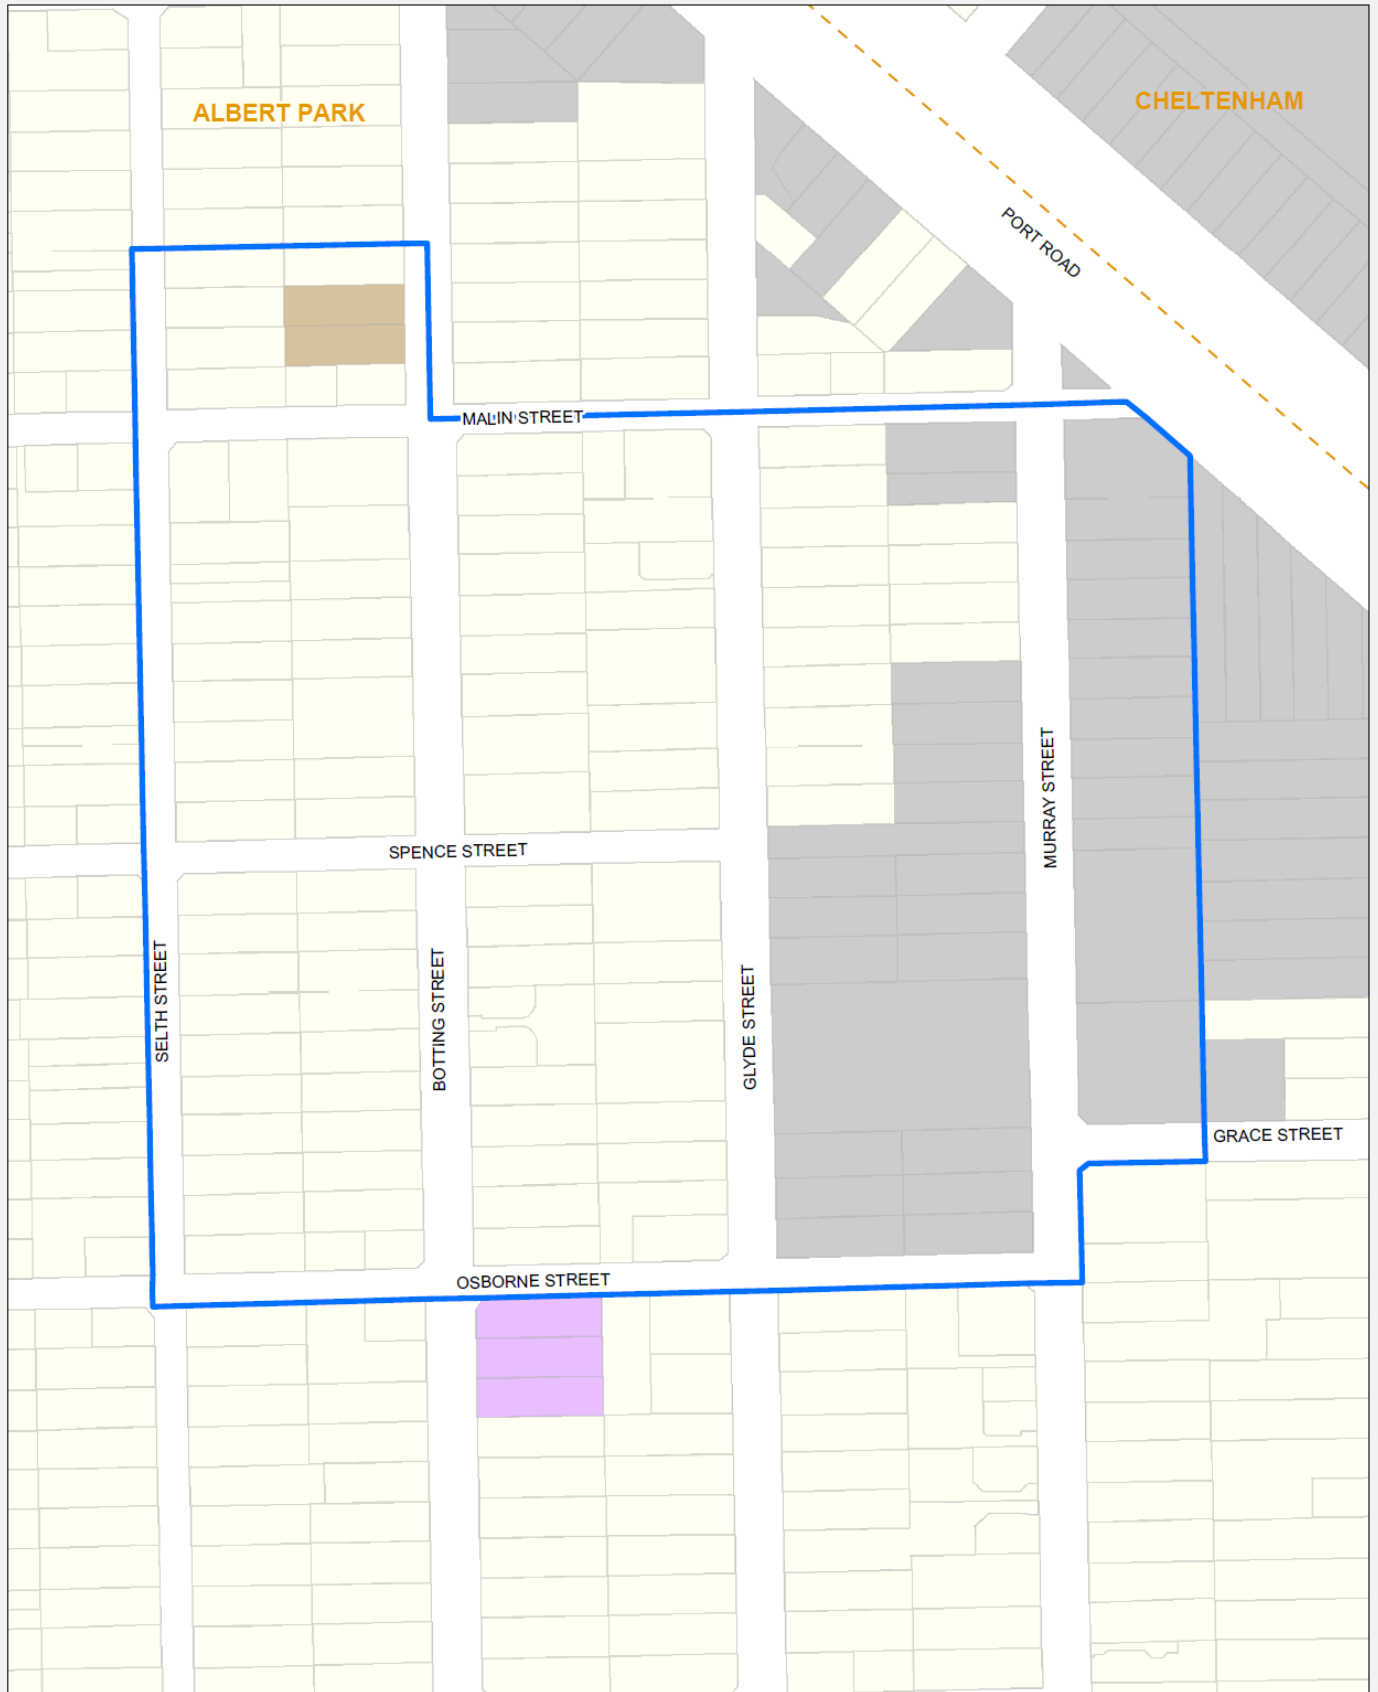 CHELTENHAM
ALBERT PARK
PORT ROAD
MALIN STREET
MURRAY STREET
SPENCE STREET
SELTH STREET
BOTTING STREET
GLYDE STREET
GRACE STREET
OSBORNE STREET